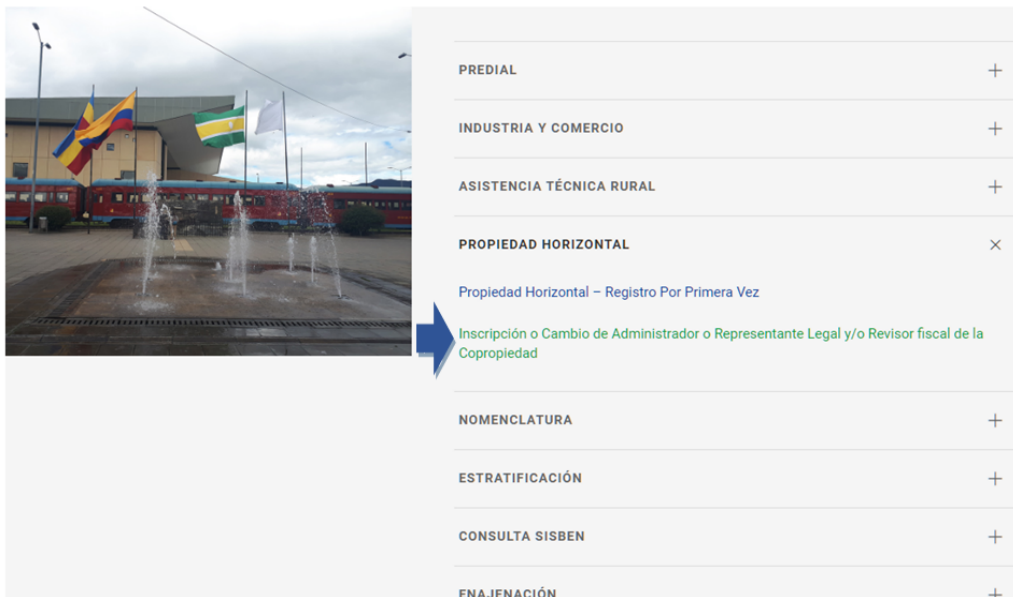 PREDIAL
INDUSTRIA Y COMERCIO
ASISTENCIA TÉCNICA RURAL
PROPIEDAD HORIZONTAL
Propiedad Horizontal – Registro Por Primera Vez
Inscripción o Cambio de Administrador o Representante Legal y/o Revisor fiscal de la
Copropiedad
NOMENCLATURA
ESTRATIFICACIÓN
CONSULTA SISBEN
ENAJENACIÓN